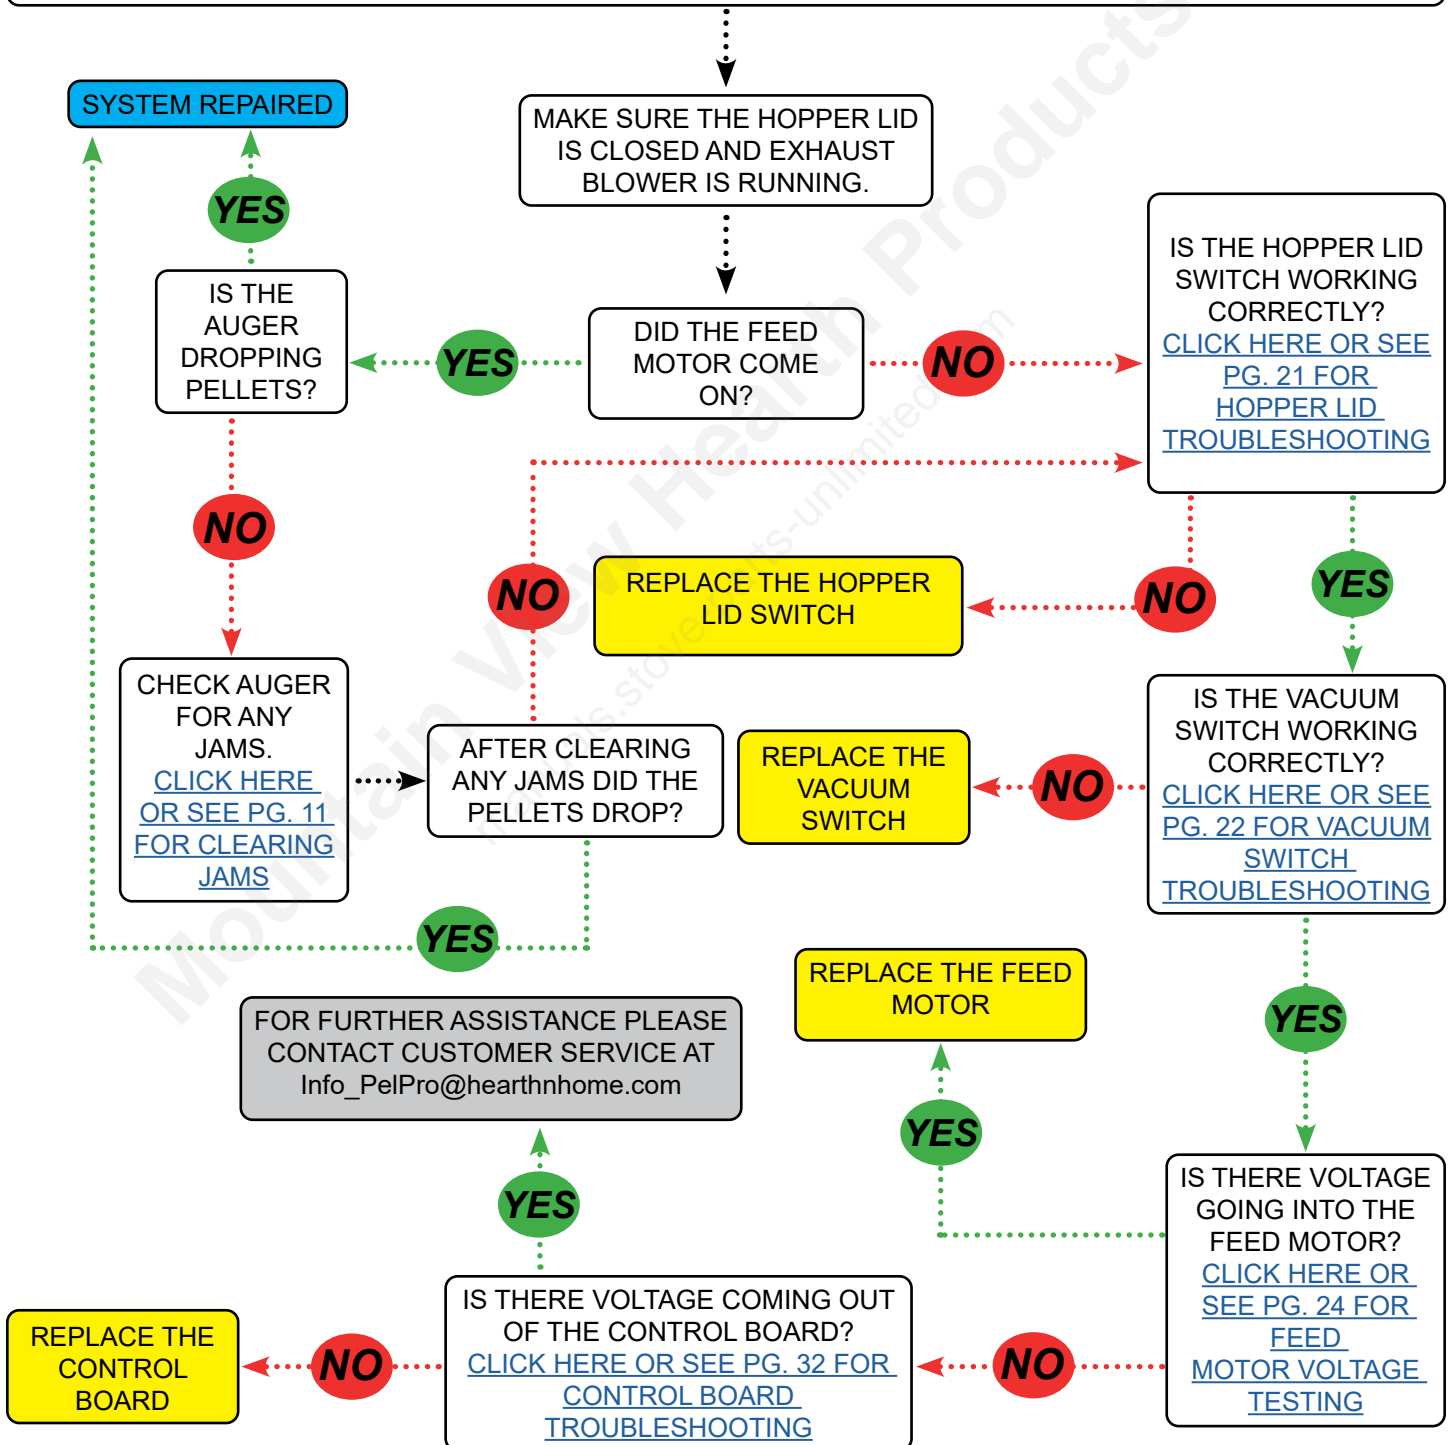 SYSTEM REPAIRED
MAKE SURE THE HOPPER LID
IS CLOSED AND EXHAUST
BLOWER IS RUNNING.
YES
IS THE
AUGER
DROPPING
PELLETS?
YES
DID THE FEED
MOTOR COME
ON?
NO
IS THE HOPPER LID
SWITCH WORKING
CORRECTLY?
CLICK HERE OR SEE
PG. 21 FOR
HOPPER LID
TROUBLESHOOTING
NO
NO
REPLACE THE HOPPER
LID SWITCH
NO
YES
CHECK AUGER
FOR ANY
JAMS.
CLICK HERE
OR SEE PG. 11
FOR CLEARING
JAMS
AFTER CLEARING
ANY JAMS DID THE
PELLETS DROP?
REPLACE THE
VACUUM
SWITCH
NO
IS THE VACUUM
SWITCH WORKING
CORRECTLY?
CLICK HERE OR SEE
PG. 22 FOR VACUUM
SWITCH
TROUBLESHOOTING
YES
REPLACE THE FEED
MOTOR
YES
FOR FURTHER ASSISTANCE PLEASE
CONTACT CUSTOMER SERVICE AT
Info_PelPro@hearthnhome.com
YES
YES
IS THERE VOLTAGE
GOING INTO THE
FEED MOTOR?
CLICK HERE OR
SEE PG. 24 FOR
FEED
MOTOR VOLTAGE
TESTING
REPLACE THE
CONTROL
BOARD
NO
IS THERE VOLTAGE COMING OUT
OF THE CONTROL BOARD?
CLICK HERE OR SEE PG. 32 FOR
CONTROL BOARD
TROUBLESHOOTING
NO
Mountain View Hearth Products